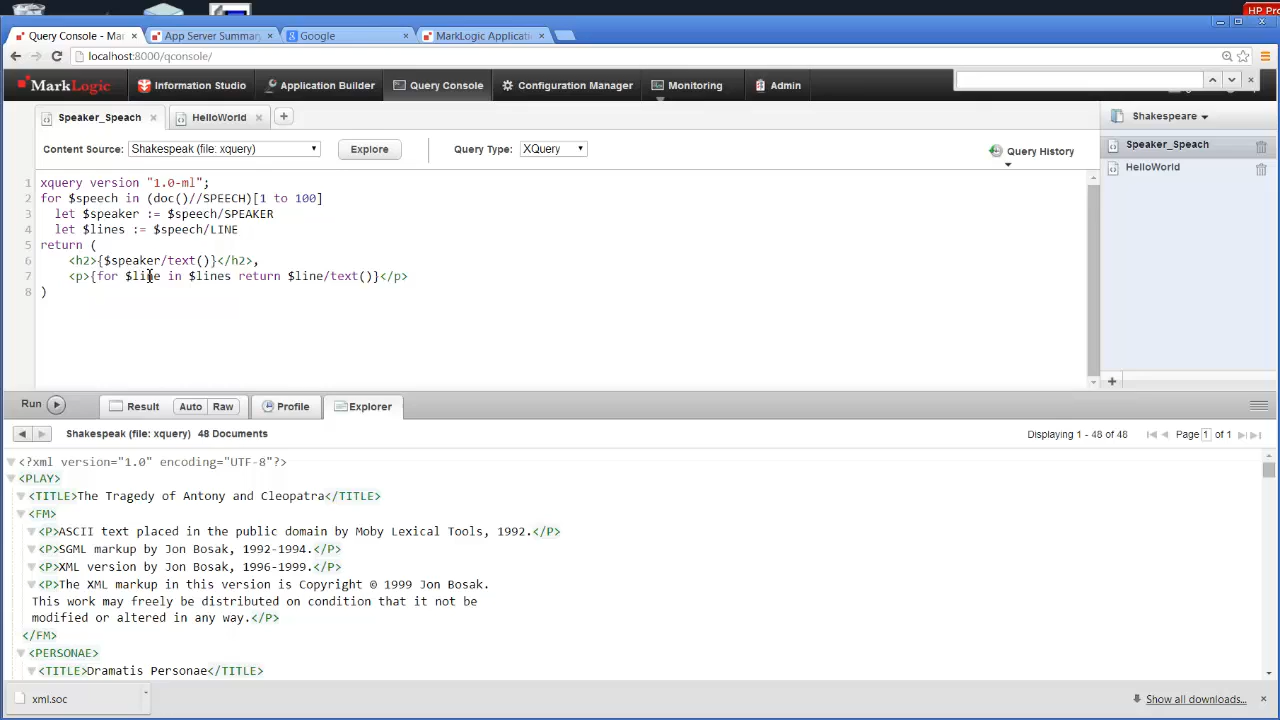 HP Pro
Query Console - Ma
App Server Summary
Google
MarkLogic Applicatio
localhost:8000/qconsole/
MarkLogic
Information Studio
Application Builder
Query Console
Configuration Manager
Monitoring
Admin
Speaker_Speach
HelloWorld
Shakespeare
Content Source: Shakespeak (file: xquery) Explore Query Type: XQuery
Query History
Speaker_Speach
HelloWorld
1 xquery version "1.0-ml";
2 for $speech in (doc()//SPEECH)[1 to 100]
3 let $speaker := $speech/SPEAKER
4 let $lines := $speech/LINE
5 return (
6 <h2>{$speaker/text()}</h2>,
7 <p>{for $line in $lines return $line/text()}</p>
8 )
Run Result Auto Raw Profile Explorer
Shakespeak (file: xquery) 48 Documents
Displaying 1 - 48 of 48 Page 1 of 1
<?xml version="1.0" encoding="UTF-8"?>
<PLAY>
<TITLE>The Tragedy of Antony and Cleopatra</TITLE>
<FM>
<P>ASCII text placed in the public domain by Moby Lexical Tools, 1992.</P>
<P>SGML markup by Jon Bosak, 1992-1994.</P>
<P>XML version by Jon Bosak, 1996-1999.</P>
<P>The XML markup in this version is Copyright © 1999 Jon Bosak.
This work may freely be distributed on condition that it not be
modified or altered in any way.</P>
</FM>
<PERSONAE>
<TITLE>Dramatis Personae</TITLE>
xml.soc
Show all downloads...